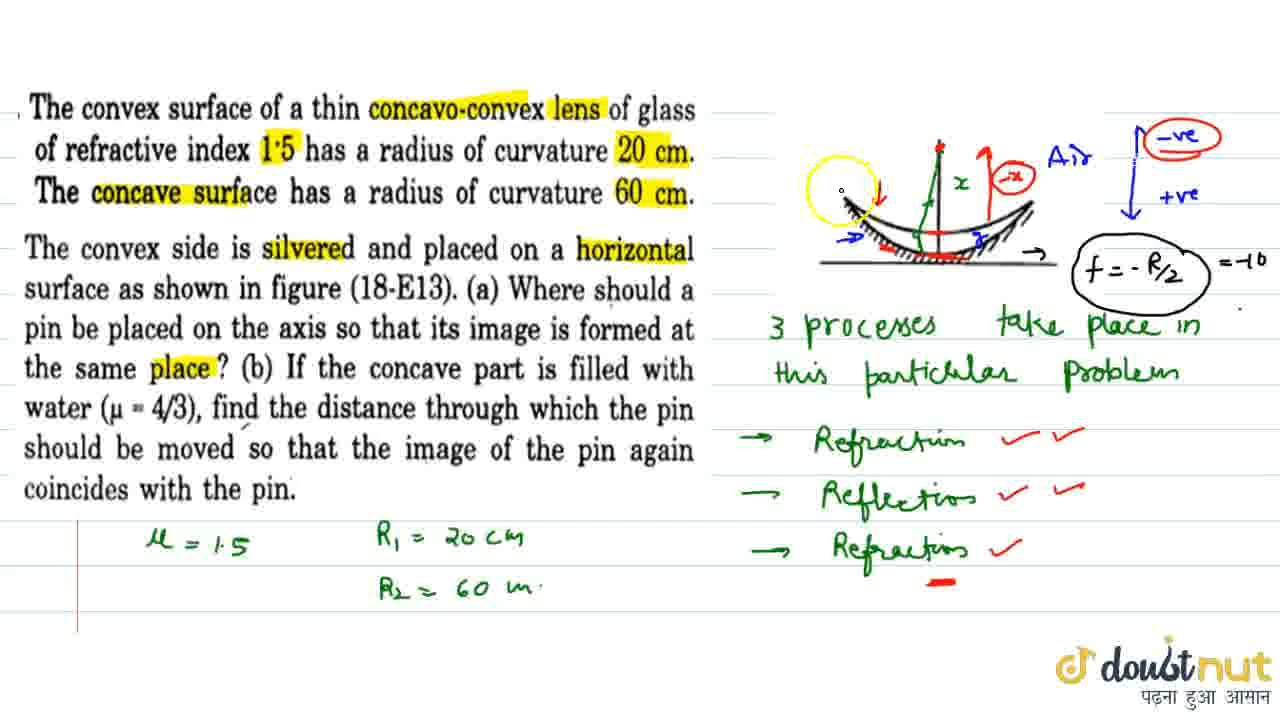 The convex surface of a thin concavo-convex lens of glass
of refractive index 1·5 has a radius of curvature 20 cm.
The concave surface has a radius of curvature 60 cm.
The convex side is silvered and placed on a horizontal
surface as shown in figure (18-E13). (a) Where should a
pin be placed on the axis so that its image is formed at
the same place ? (b) If the concave part is filled with
water (μ = 4/3), find the distance through which the pin
should be moved so that the image of the pin again
coincides with the pin.
μ = 1.5
R1 = 20 cm
R2 = 60 m.
x
-x
Air
-ve
+ve
f = - R/2
= -10
3 processes take place in
this particular problem
→ Refraction ✓ ✓
→ Reflection ✓ ✓
→ Refraction ✓
doubtnut
पढ़ना हुआ आसान